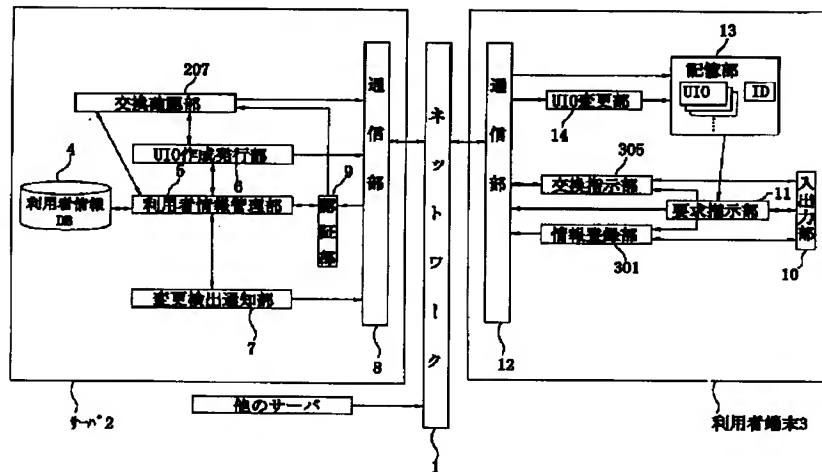 207
交換確認部
4
UIO作成発行部
5
6
9
利用者情報
DB
利用者情報管理部
認証部
変更検出通知部
7
通信部
8
サーバ2
他のサーバ
ネットワーク
1
13
記憶部
UIO
ID
UIO変更部
14
305
交換指示部
11
要求指示部
情報登録部
301
入出力部
10
通信部
12
利用者端末3